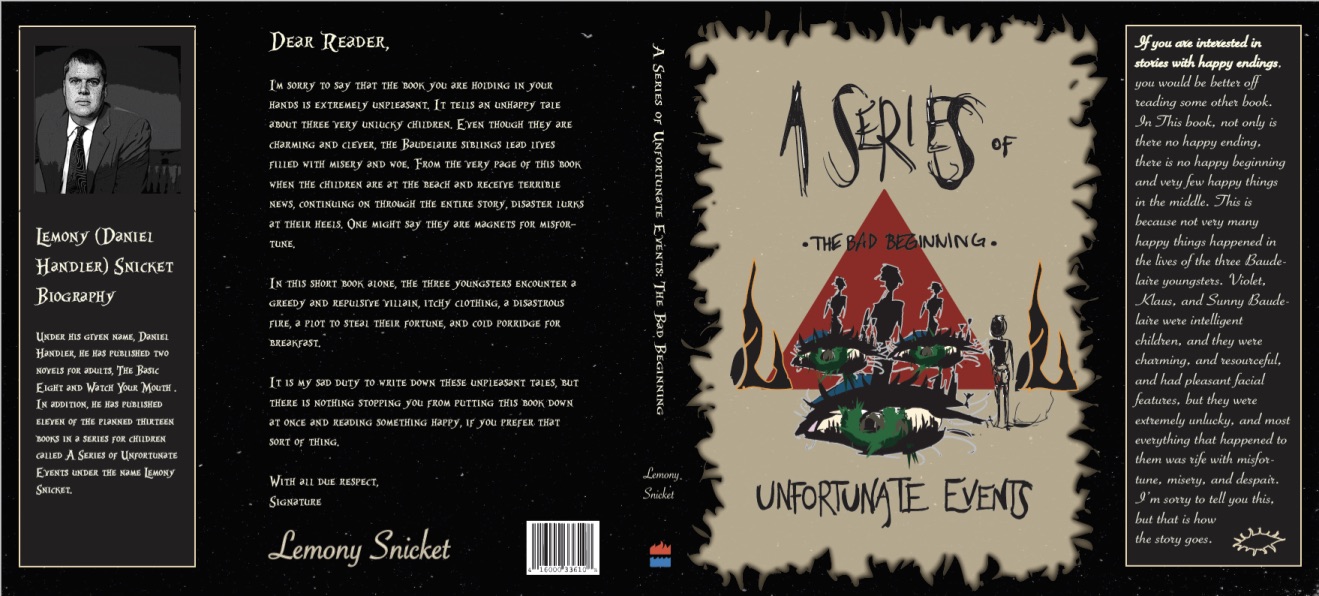 Lemony (Daniel
Handler) Snicket
Biography
Under his given name, Daniel
Handler, he has published two
novels for adults, The Basic
Eight and Watch Your Mouth .
In addition, he has published
eleven of the planned thirteen
books in a series for children
called A Series of Unfortunate
Events under the name Lemony
Snicket.
Dear Reader,
I'm sorry to say that the book you are holding in your
hands is extremely unpleasant. It tells an unhappy tale
about three very unlucky children. Even though they are
charming and clever, the Baudelaire siblings lead lives
filled with misery and woe. From the very page of this book
when the children are at the beach and receive terrible
news, continuing on through the entire story, disaster lurks
at their heels. One might say they are magnets for misfor-
tune.
In this short book alone, the three youngsters encounter a
greedy and repulsive villain, itchy clothing, a disastrous
fire, a plot to steal their fortune, and cold porridge for
breakfast.
It is my sad duty to write down these unpleasant tales, but
there is nothing stopping you from putting this book down
at once and reading something happy, if you prefer that
sort of thing.
With all due respect,
Signature
Lemony Snicket
4 16000 33610 8
A Series of Unfortunate Events: The Bad Beginning
Lemony
Snicket
A SERIES OF
• THE BAD BEGINNING •
UNFORTUNATE EVENTS
If you are interested in
stories with happy endings.
you would be better off
reading some other book.
In This book, not only is
there no happy ending,
there is no happy beginning
and very few happy things
in the middle. This is
because not very many
happy things happened in
the lives of the three Baude-
laire youngsters. Violet,
Klaus, and Sunny Baude-
laire were intelligent
children, and they were
charming, and resourceful,
and had pleasant facial
features, but they were
extremely unlucky, and most
everything that happened to
them was rife with misfor-
tune, misery, and despair.
I'm sorry to tell you this,
but that is how
the story goes.